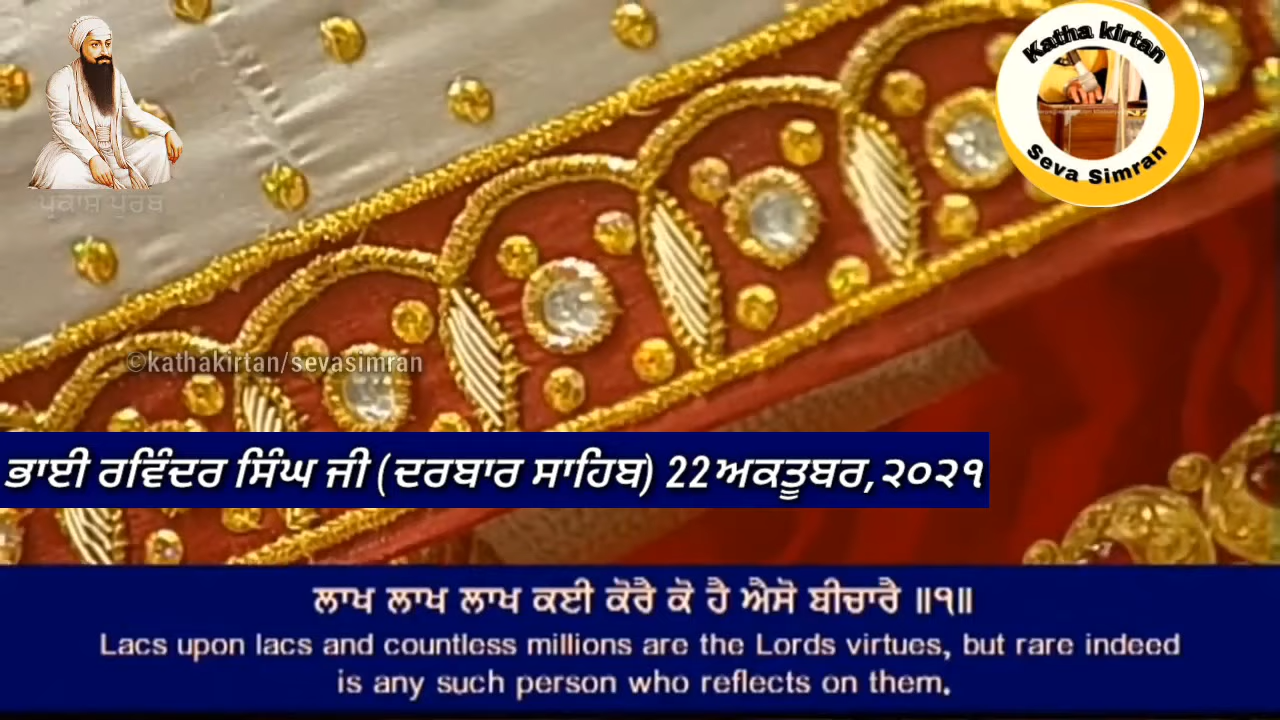 Katha kirtan
Seva Simran
ਪ੍ਰਕਾਸ਼ ਪੁਰਬ
©kathakirtan/sevasimran
ਭਾਈ ਰਵਿੰਦਰ ਸਿੰਘ ਜੀ (ਦਰਬਾਰ ਸਾਹਿਬ) 22ਅਕਤੂਬਰ,੨੦੨੧
ਲਾਖ ਲਾਖ ਲਾਖ ਕਈ ਕੋਰੈ ਕੋ ਹੈ ਐਸੋ ਬੀਚਾਰੈ ॥੧॥
Lacs upon lacs and countless millions are the Lords virtues, but rare indeed
is any such person who reflects on them.